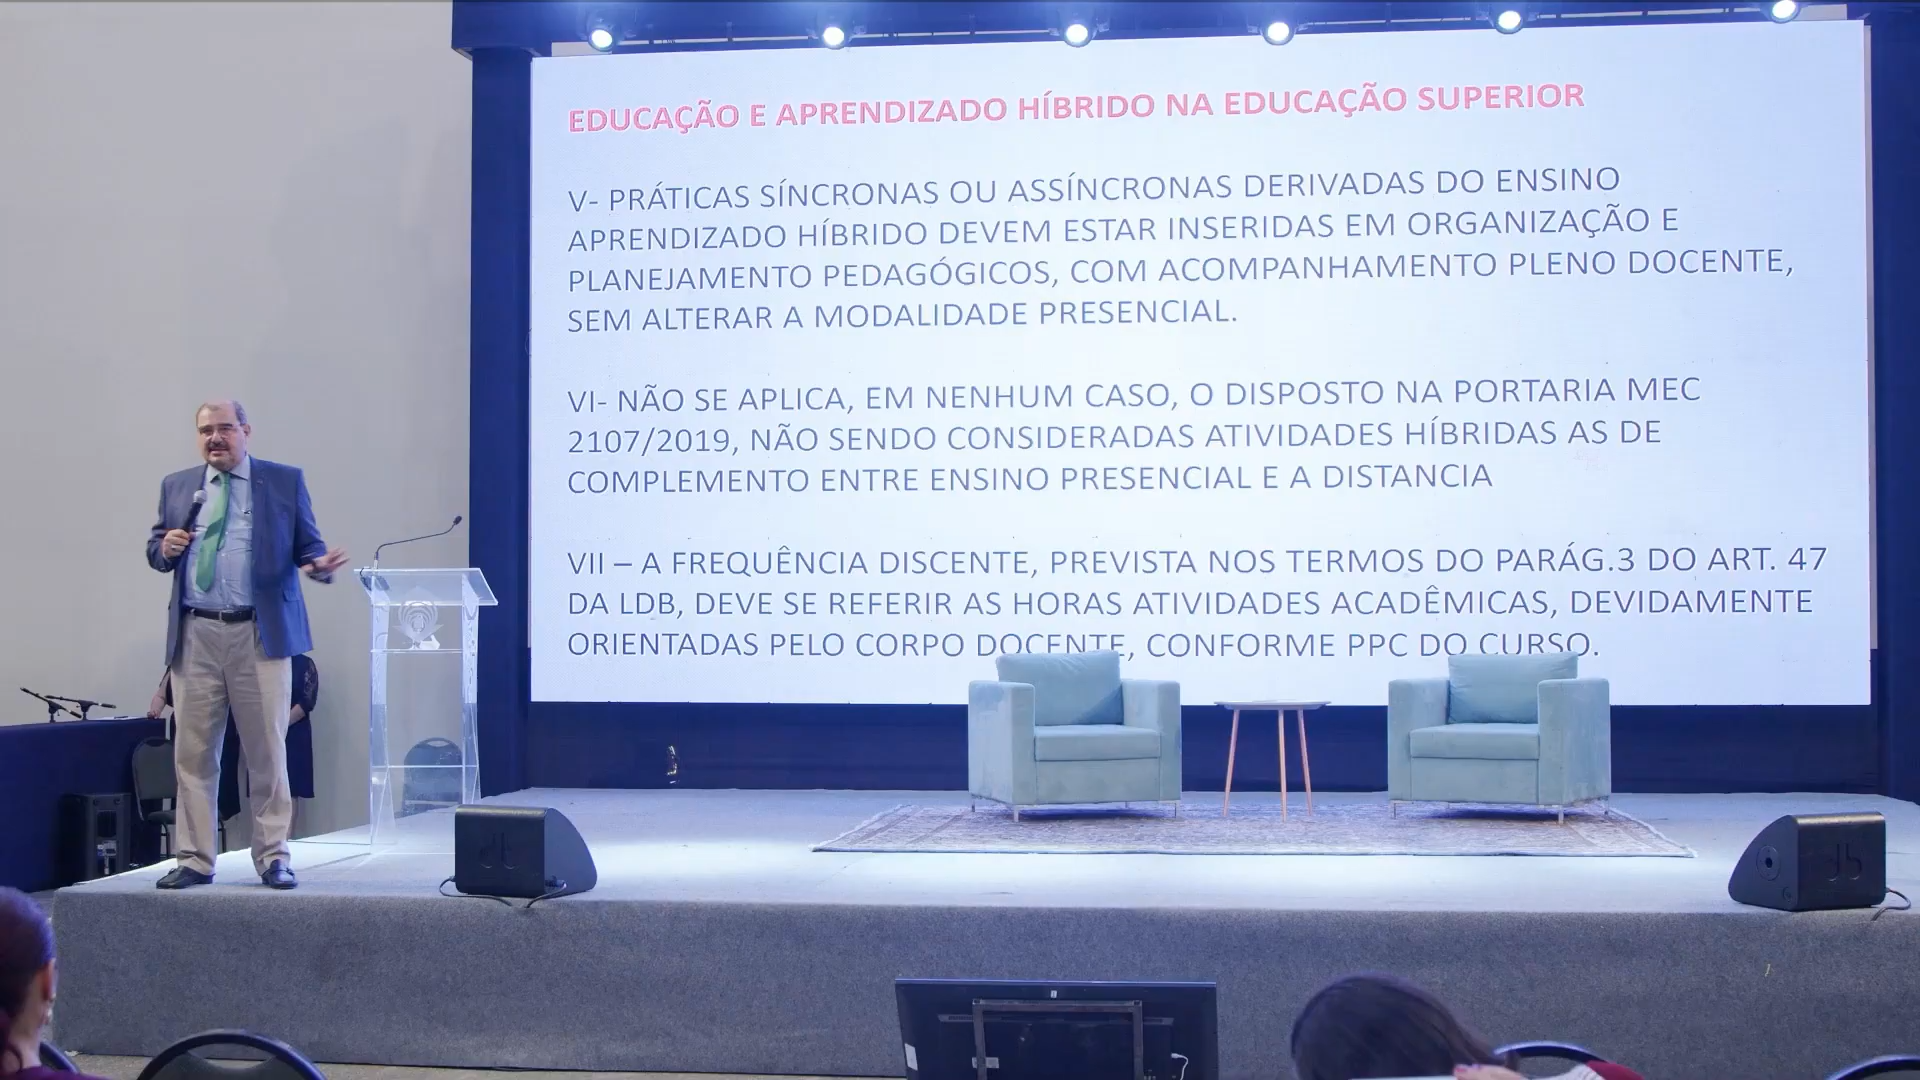 EDUCAÇÃO E APRENDIZADO HÍBRIDO NA EDUCAÇÃO SUPERIOR
V- PRÁTICAS SÍNCRONAS OU ASSÍNCRONAS DERIVADAS DO ENSINO
APRENDIZADO HÍBRIDO DEVEM ESTAR INSERIDAS EM ORGANIZAÇÃO E
PLANEJAMENTO PEDAGÓGICOS, COM ACOMPANHAMENTO PLENO DOCENTE,
SEM ALTERAR A MODALIDADE PRESENCIAL.
VI- NÃO SE APLICA, EM NENHUM CASO, O DISPOSTO NA PORTARIA MEC
2107/2019, NÃO SENDO CONSIDERADAS ATIVIDADES HÍBRIDAS AS DE
COMPLEMENTO ENTRE ENSINO PRESENCIAL E A DISTANCIA
VII – A FREQUÊNCIA DISCENTE, PREVISTA NOS TERMOS DO PARÁG.3 DO ART. 47
DA LDB, DEVE SE REFERIR AS HORAS ATIVIDADES ACADÊMICAS, DEVIDAMENTE
ORIENTADAS PELO CORPO DOCENTE, CONFORME PPC DO CURSO.
db
db